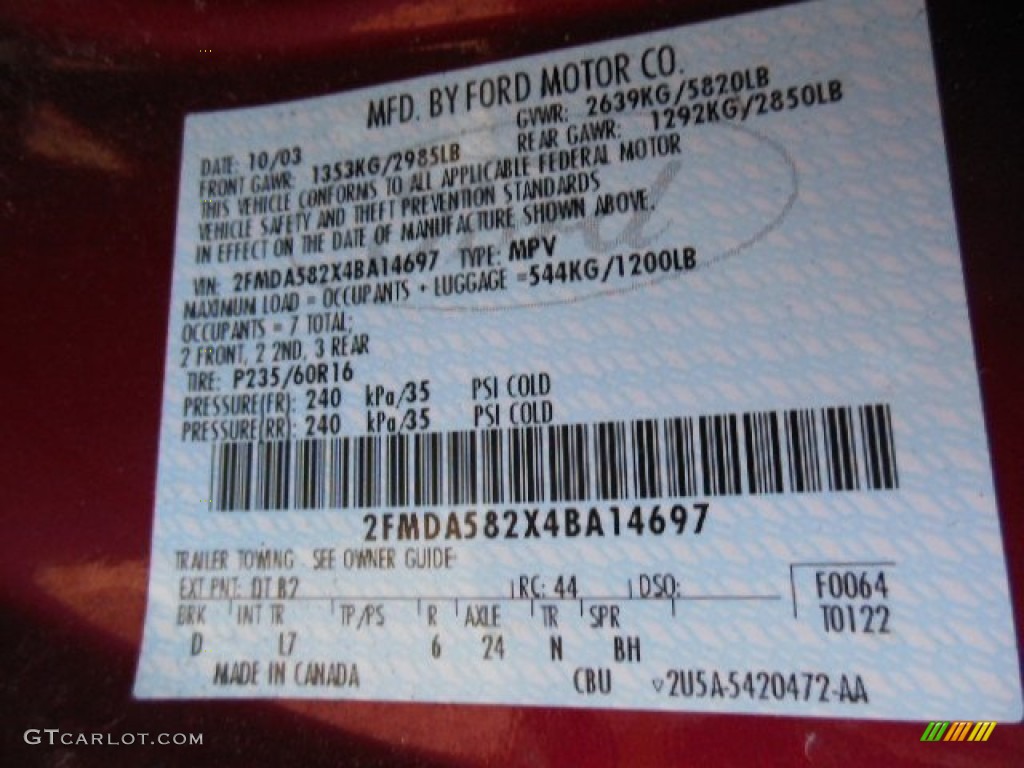 MFD. BY FORD MOTOR CO.
DATE: 10/03 GVWR: 2639KG/5820LB
FRONT GAWR: 1353KG/2985LB REAR GAWR: 1292KG/2850LB
THIS VEHICLE CONFORMS TO ALL APPLICABLE FEDERAL MOTOR
VEHICLE SAFETY AND THEFT PREVENTION STANDARDS
IN EFFECT ON THE DATE OF MANUFACTURE SHOWN ABOVE.
VIN: 2FMDA582X4BA14697 TYPE: MPV
MAXIMUM LOAD = OCCUPANTS + LUGGAGE =544KG/1200LB
OCCUPANTS = 7 TOTAL;
2 FRONT, 2 2ND, 3 REAR
TIRE: P235/60R16
PRESSURE(FR): 240 kPa/35 PSI COLD
PRESSURE(RR): 240 kPa/35 PSI COLD
2FMDA582X4BA14697
TRAILER TOWING - SEE OWNER GUIDE
EXT PNT: DT B2 RC: 44 DSO: F0064
BRK INT TR TP/PS R AXLE TR SPR T0122
D L7 6 24 N BH
MADE IN CANADA CBU 2U5A-5420472-AA
GTCARLOT.COM